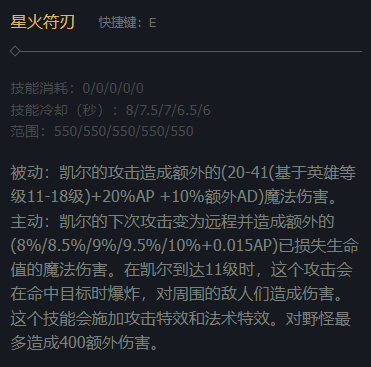 星火符刃 快捷键：E
技能消耗：0/0/0/0/0
技能冷却（秒）：8/7.5/7/6.5/6
范围：550/550/550/550/550
被动：凯尔的攻击造成额外的(20-41(基于英雄等
级11-18级)+20%AP +10%额外AD)魔法伤害。
主动：凯尔的下次攻击变为远程并造成额外的
(8%/8.5%/9%/9.5%/10%+0.015AP)已损失生命
值的魔法伤害。在凯尔到达11级时，这个攻击会
在命中目标时爆炸，对周围的敌人们造成伤害。
这个技能会施加攻击特效和法术特效。对野怪最
多造成400额外伤害。